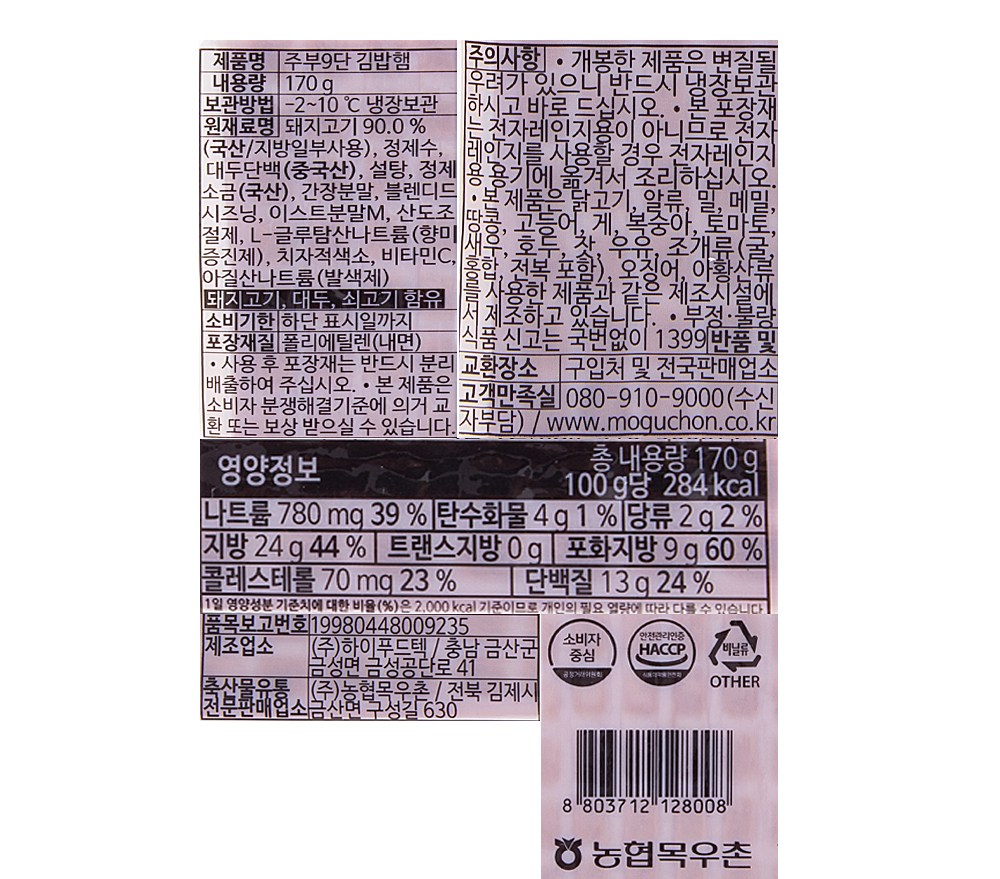 제품명 주부9단 김밥햄
내용량 170 g
보관방법 -2~10 ℃ 냉장보관
원재료명 돼지고기 90.0 %
(국산/지방일부사용), 정제수,
대두단백(중국산), 설탕, 정제
소금(국산), 간장분말, 블렌디드
시즈닝, 이스트분말M, 산도조
절제, L-글루탐산나트륨(향미
증진제), 치자적색소, 비타민C,
아질산나트륨(발색제)
돼지고기, 대두, 쇠고기 함유
소비기한 하단 표시일까지
포장재질 폴리에틸렌(내면)
• 사용 후 포장재는 반드시 분리
배출하여 주십시오. • 본 제품은
소비자 분쟁해결기준에 의거 교
환 또는 보상 받으실 수 있습니다.
주의사항 • 개봉한 제품은 변질될
우려가 있으니 반드시 냉장보관
하시고 바로 드십시오. • 본 포장재
는 전자레인지용이 아니므로 전자
레인지를 사용할 경우 전자레인지
용 용기에 옮겨서 조리하십시오.
• 본 제품은 닭고기, 알류, 밀, 메밀,
땅콩, 고등어, 게, 복숭아, 토마토,
새우, 호두, 잣, 우유, 조개류(굴,
홍합, 전복 포함), 오징어, 아황산류
를 사용한 제품과 같은 제조시설에
서 제조하고 있습니다. • 부정·불량
식품 신고는 국번없이 1399 반품 및
교환장소 구입처 및 전국판매업소
고객만족실 080-910-9000(수신
자부담) / www.moguchon.co.kr
영양정보 총 내용량 170 g
100 g당 284 kcal
나트륨 780 mg 39 % 탄수화물 4 g 1 % 당류 2 g 2 %
지방 24 g 44 % 트랜스지방 0 g 포화지방 9 g 60 %
콜레스테롤 70 mg 23 % 단백질 13 g 24 %
1일 영양성분 기준치에 대한 비율(%)은 2,000 kcal 기준이므로 개인의 필요 열량에 따라 다를 수 있습니다
품목보고번호 19980448009235
제조업소 (주)하이푸드텍 / 충남 금산군
금성면 금성공단로 41
축산물유통 (주)농협목우촌 / 전북 김제시
전문판매업소 금산면 구성길 630
소비자
중심
공정거래위원회
안전관리인증
HACCP
식품의약품안전처
비닐류
OTHER
8 803712 128008
농협목우촌